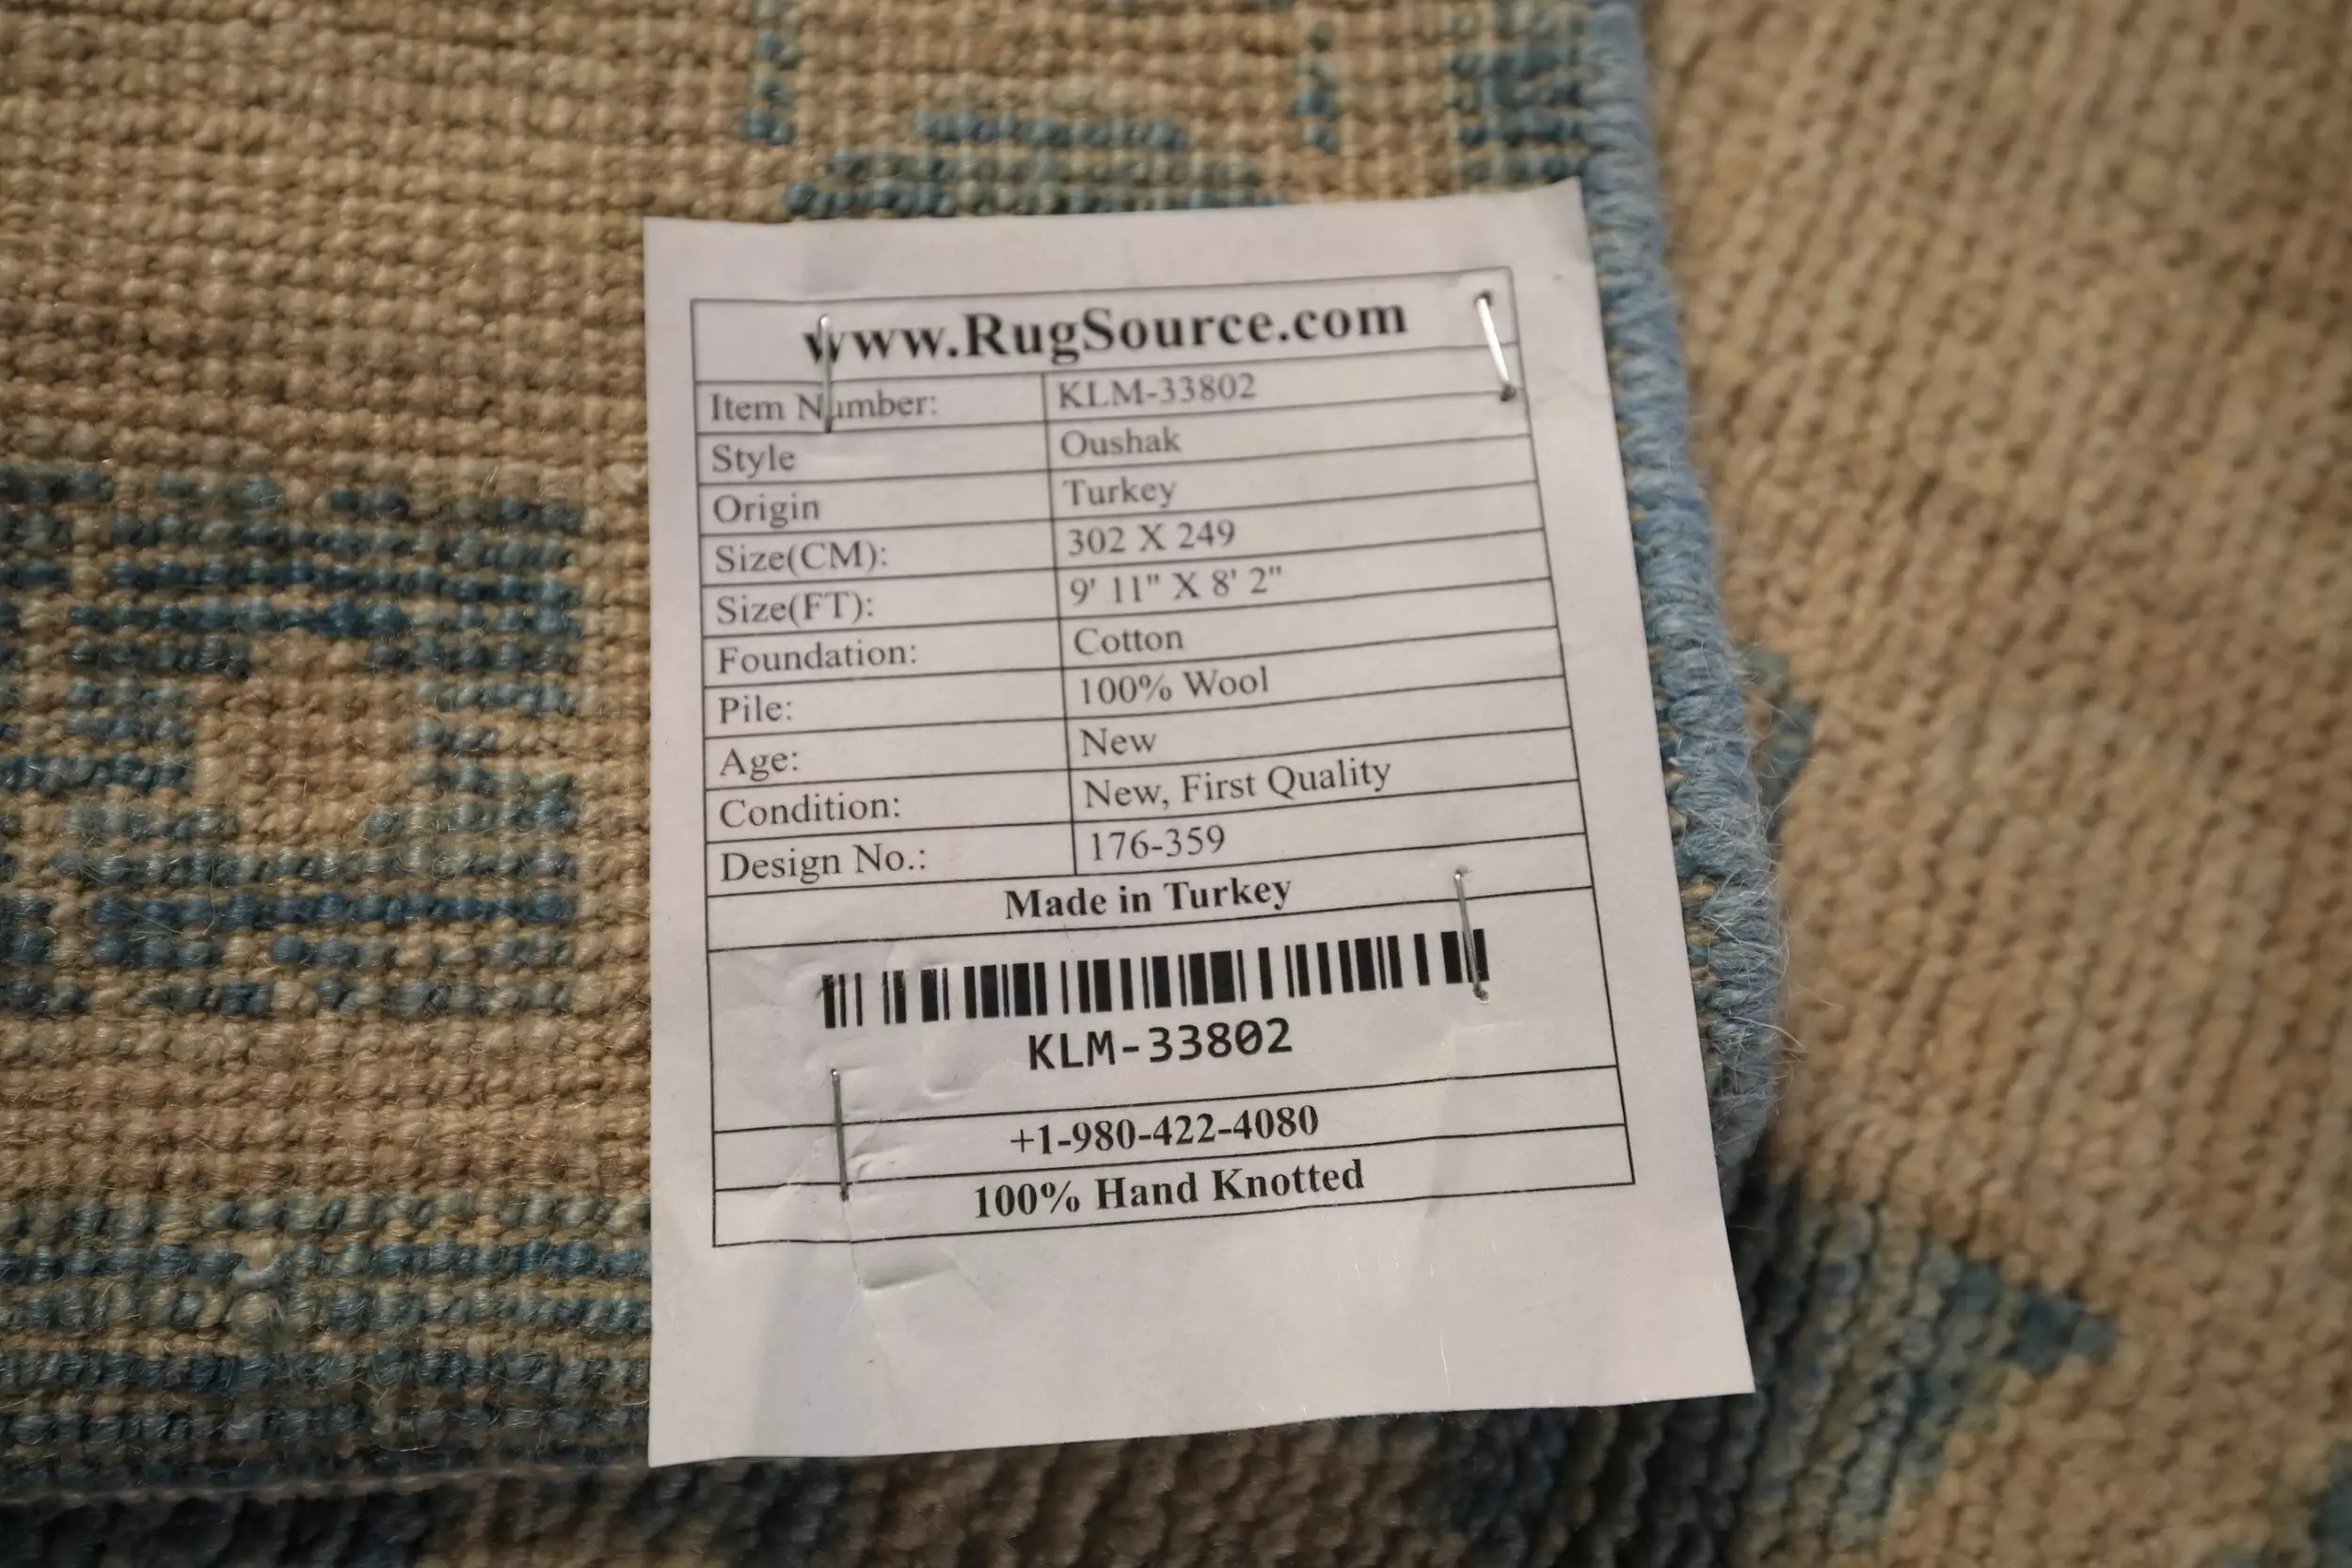 www.RugSource.com
Item Number: KLM-33802
Style Oushak
Origin Turkey
Size(CM): 302 X 249
Size(FT): 9' 11" X 8' 2"
Foundation: Cotton
Pile: 100% Wool
Age: New
Condition: New, First Quality
Design No.: 176-359
Made in Turkey
KLM-33802
+1-980-422-4080
100% Hand Knotted